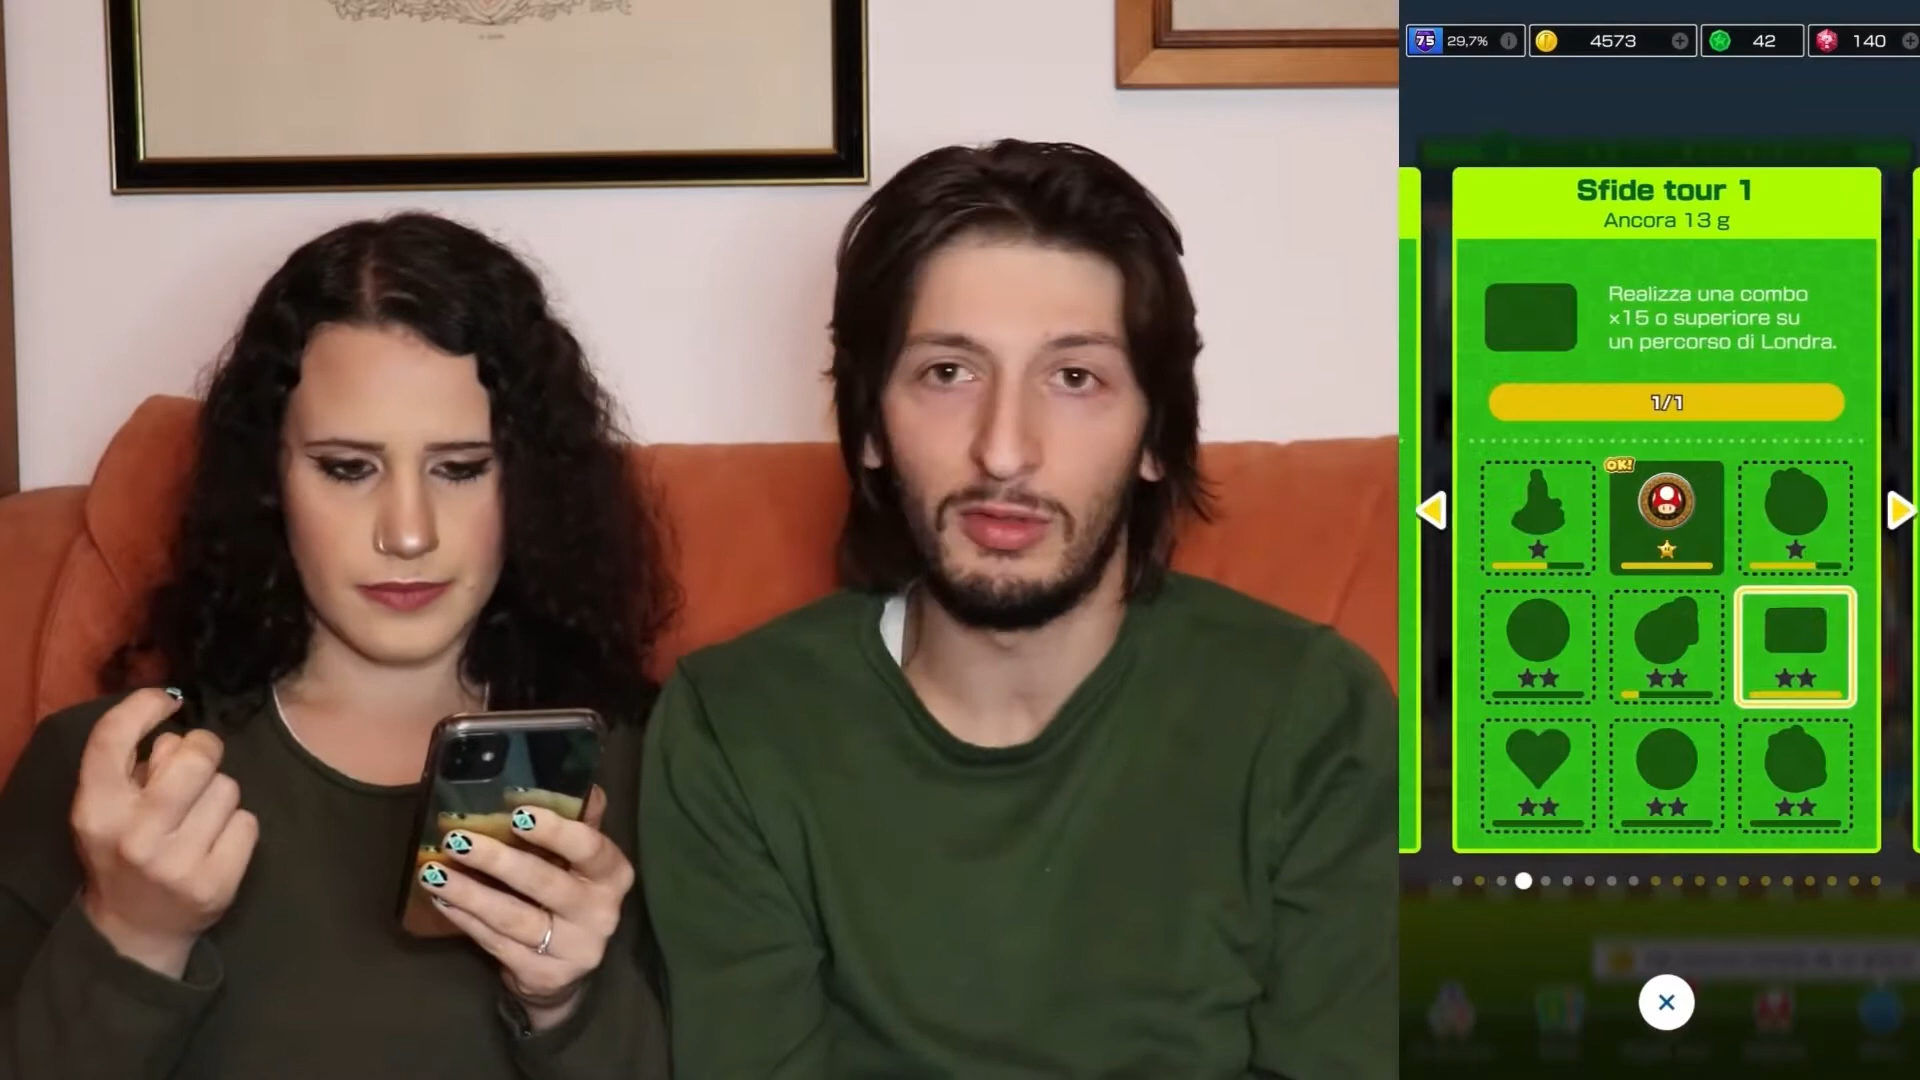 75
29,7%
4573
42
140
Sfide tour 1
Ancora 13 g
Realizza una combo
×15 o superiore su
un percorso di Londra.
1/1
OK!